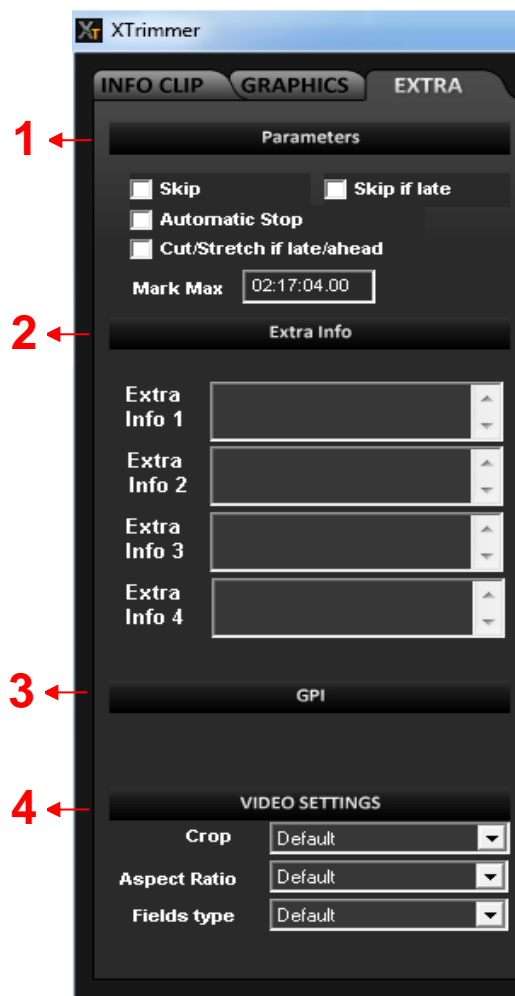 XT XTrimmer
INFO CLIP GRAPHICS EXTRA
1 Parameters
Skip Skip if late
Automatic Stop
Cut/Stretch if late/ahead
Mark Max 02:17:04.00
2 Extra Info
Extra
Info 1
Extra
Info 2
Extra
Info 3
Extra
Info 4
3 GPI
4 VIDEO SETTINGS
Crop Default
Aspect Ratio Default
Fields type Default